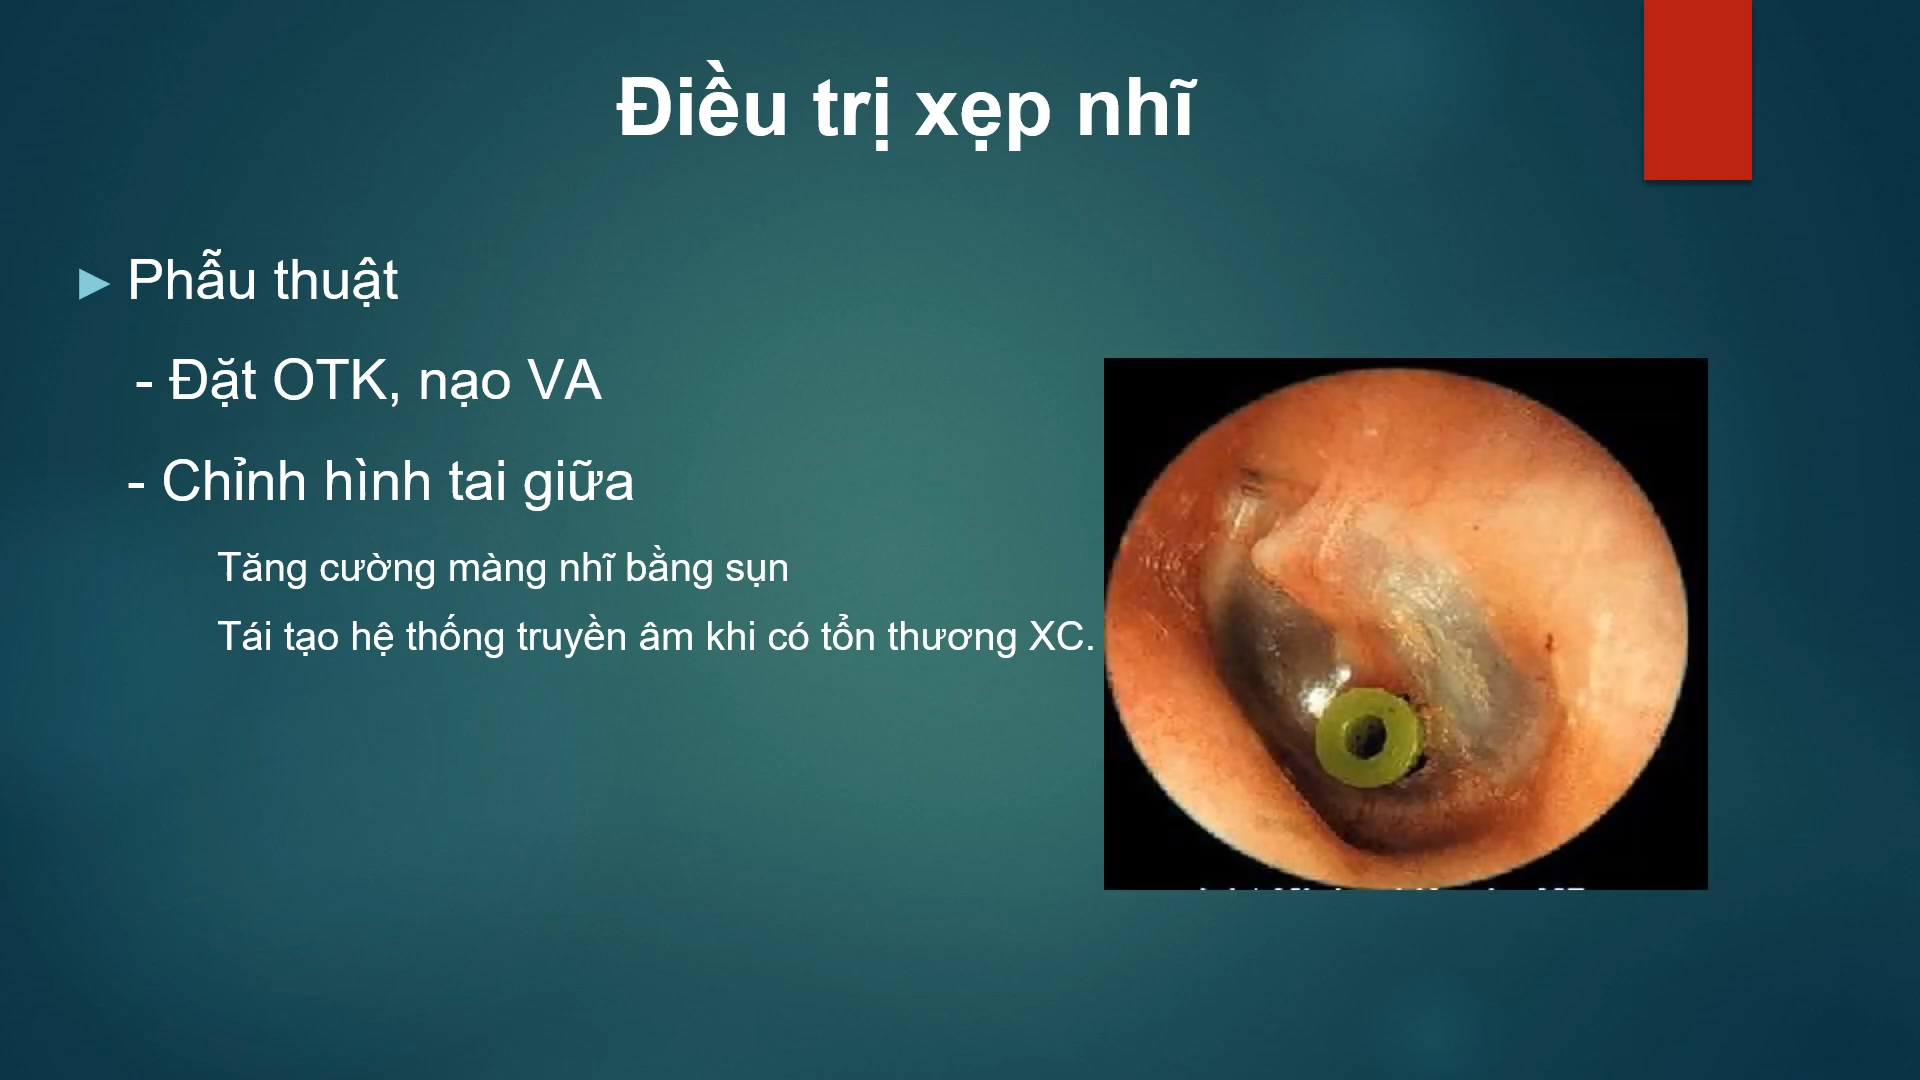 Điều trị xẹp nhĩ
Phẫu thuật
- Đặt OTK, nạo VA
- Chỉnh hình tai giữa
Tăng cường màng nhĩ bằng sụn
Tái tạo hệ thống truyền âm khi có tổn thương XC.